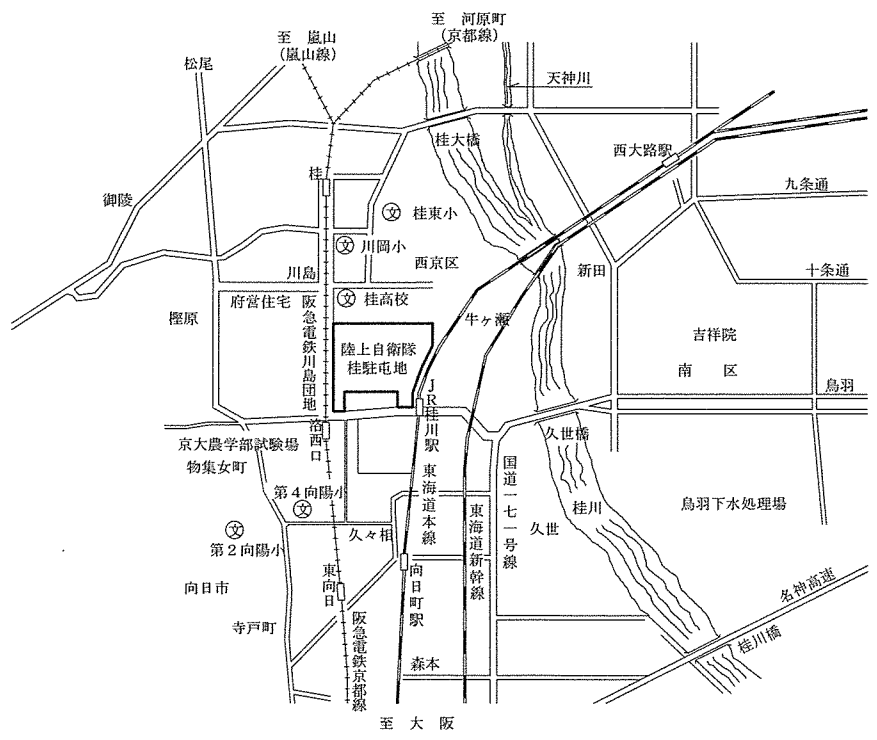 至 河原町
(京都線)
至 嵐山
(嵐山線)
松尾
天神川
桂大橋
西大路駅
桂
九条通
御陵
文 桂東小
文 川岡小
西京区
川島
新田
十条通
府営住宅
文 桂高校
樫原
阪急電鉄川島団地
牛ヶ瀬
吉祥院
陸上自衛隊
桂駐屯地
南 区
鳥羽
JR桂川駅
洛西口
久世橋
京大農学部試験場
物集女町
東海道本線
国道一七一号線
第4向陽小
文
桂川
鳥羽下水処理場
東海道新幹線
久世
文
第2向陽小
久々相
向日町駅
東向日
向日市
名神高速
寺戸町
阪急電鉄京都線
桂川橋
森本
至 大 阪